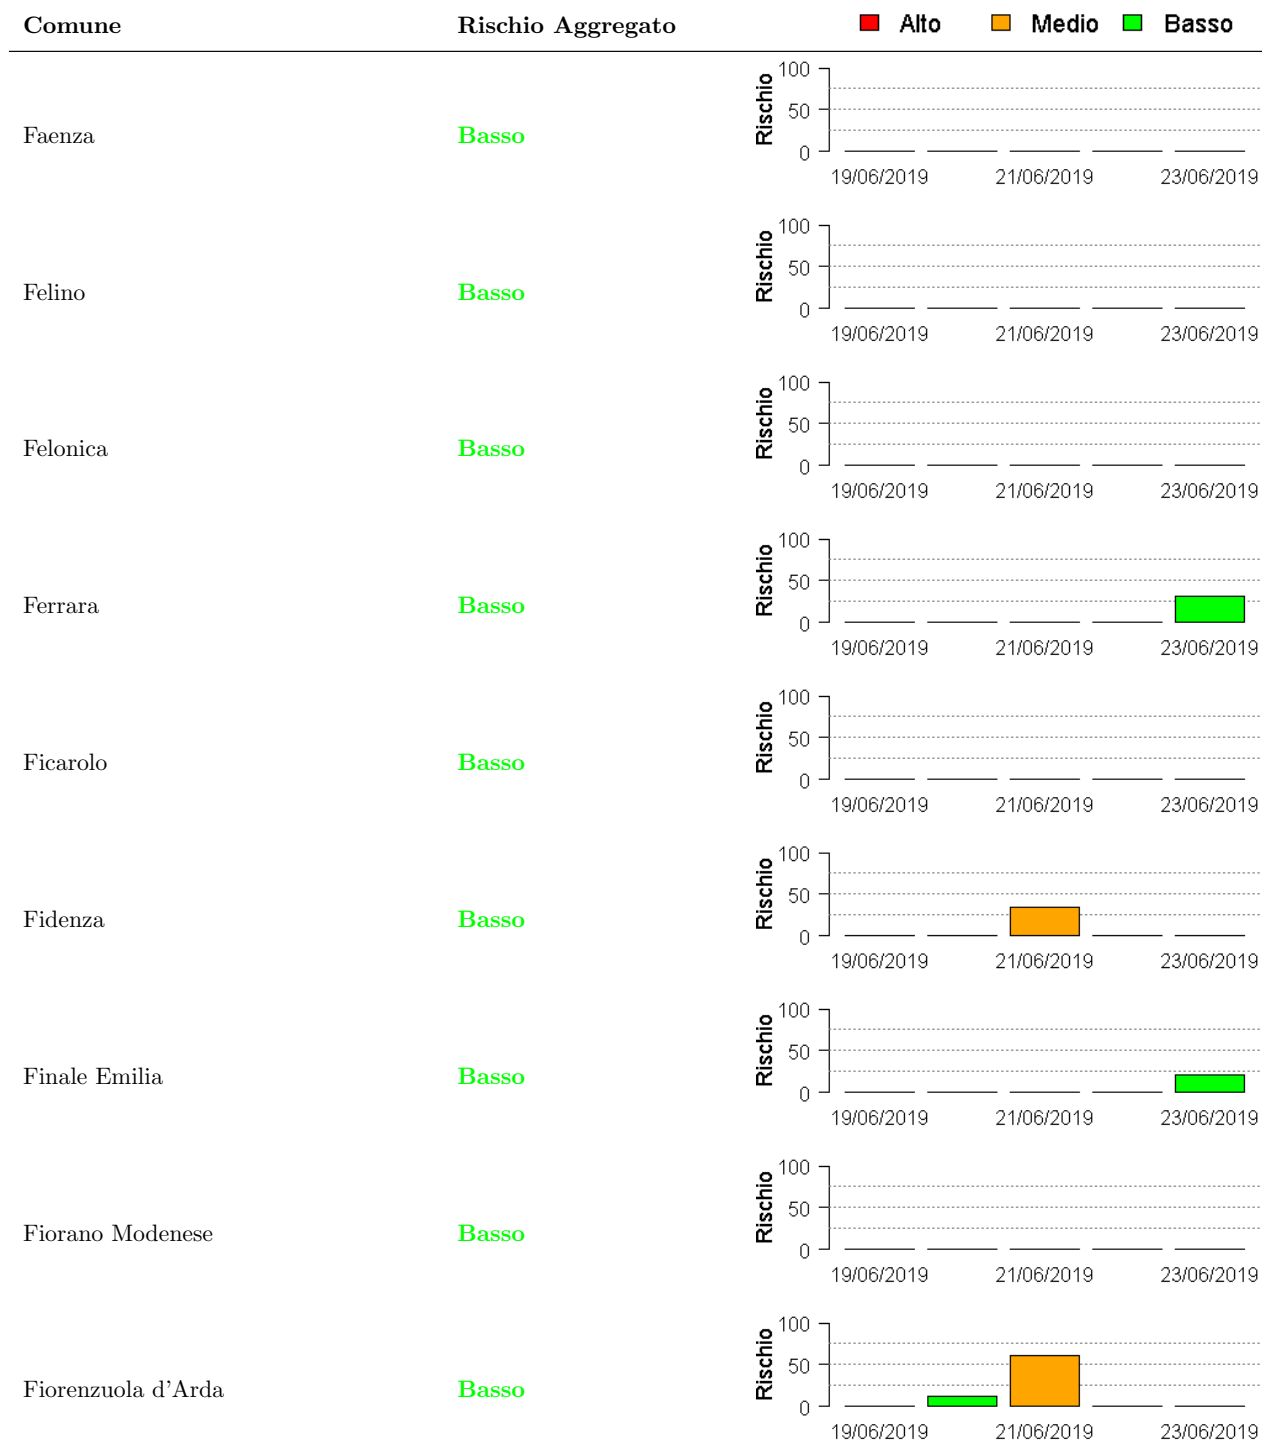 Comune Rischio Aggregato Alto Medio Basso
Faenza Basso Rischio 100 50 0
19/06/2019 21/06/2019 23/06/2019
Felino Basso Rischio 100 50 0
19/06/2019 21/06/2019 23/06/2019
Felonica Basso Rischio 100 50 0
19/06/2019 21/06/2019 23/06/2019
Ferrara Basso Rischio 100 50 0
19/06/2019 21/06/2019 23/06/2019
Ficarolo Basso Rischio 100 50 0
19/06/2019 21/06/2019 23/06/2019
Fidenza Basso Rischio 100 50 0
19/06/2019 21/06/2019 23/06/2019
Finale Emilia Basso Rischio 100 50 0
19/06/2019 21/06/2019 23/06/2019
Fiorano Modenese Basso Rischio 100 50 0
19/06/2019 21/06/2019 23/06/2019
Fiorenzuola d'Arda Basso Rischio 100 50 0
19/06/2019 21/06/2019 23/06/2019